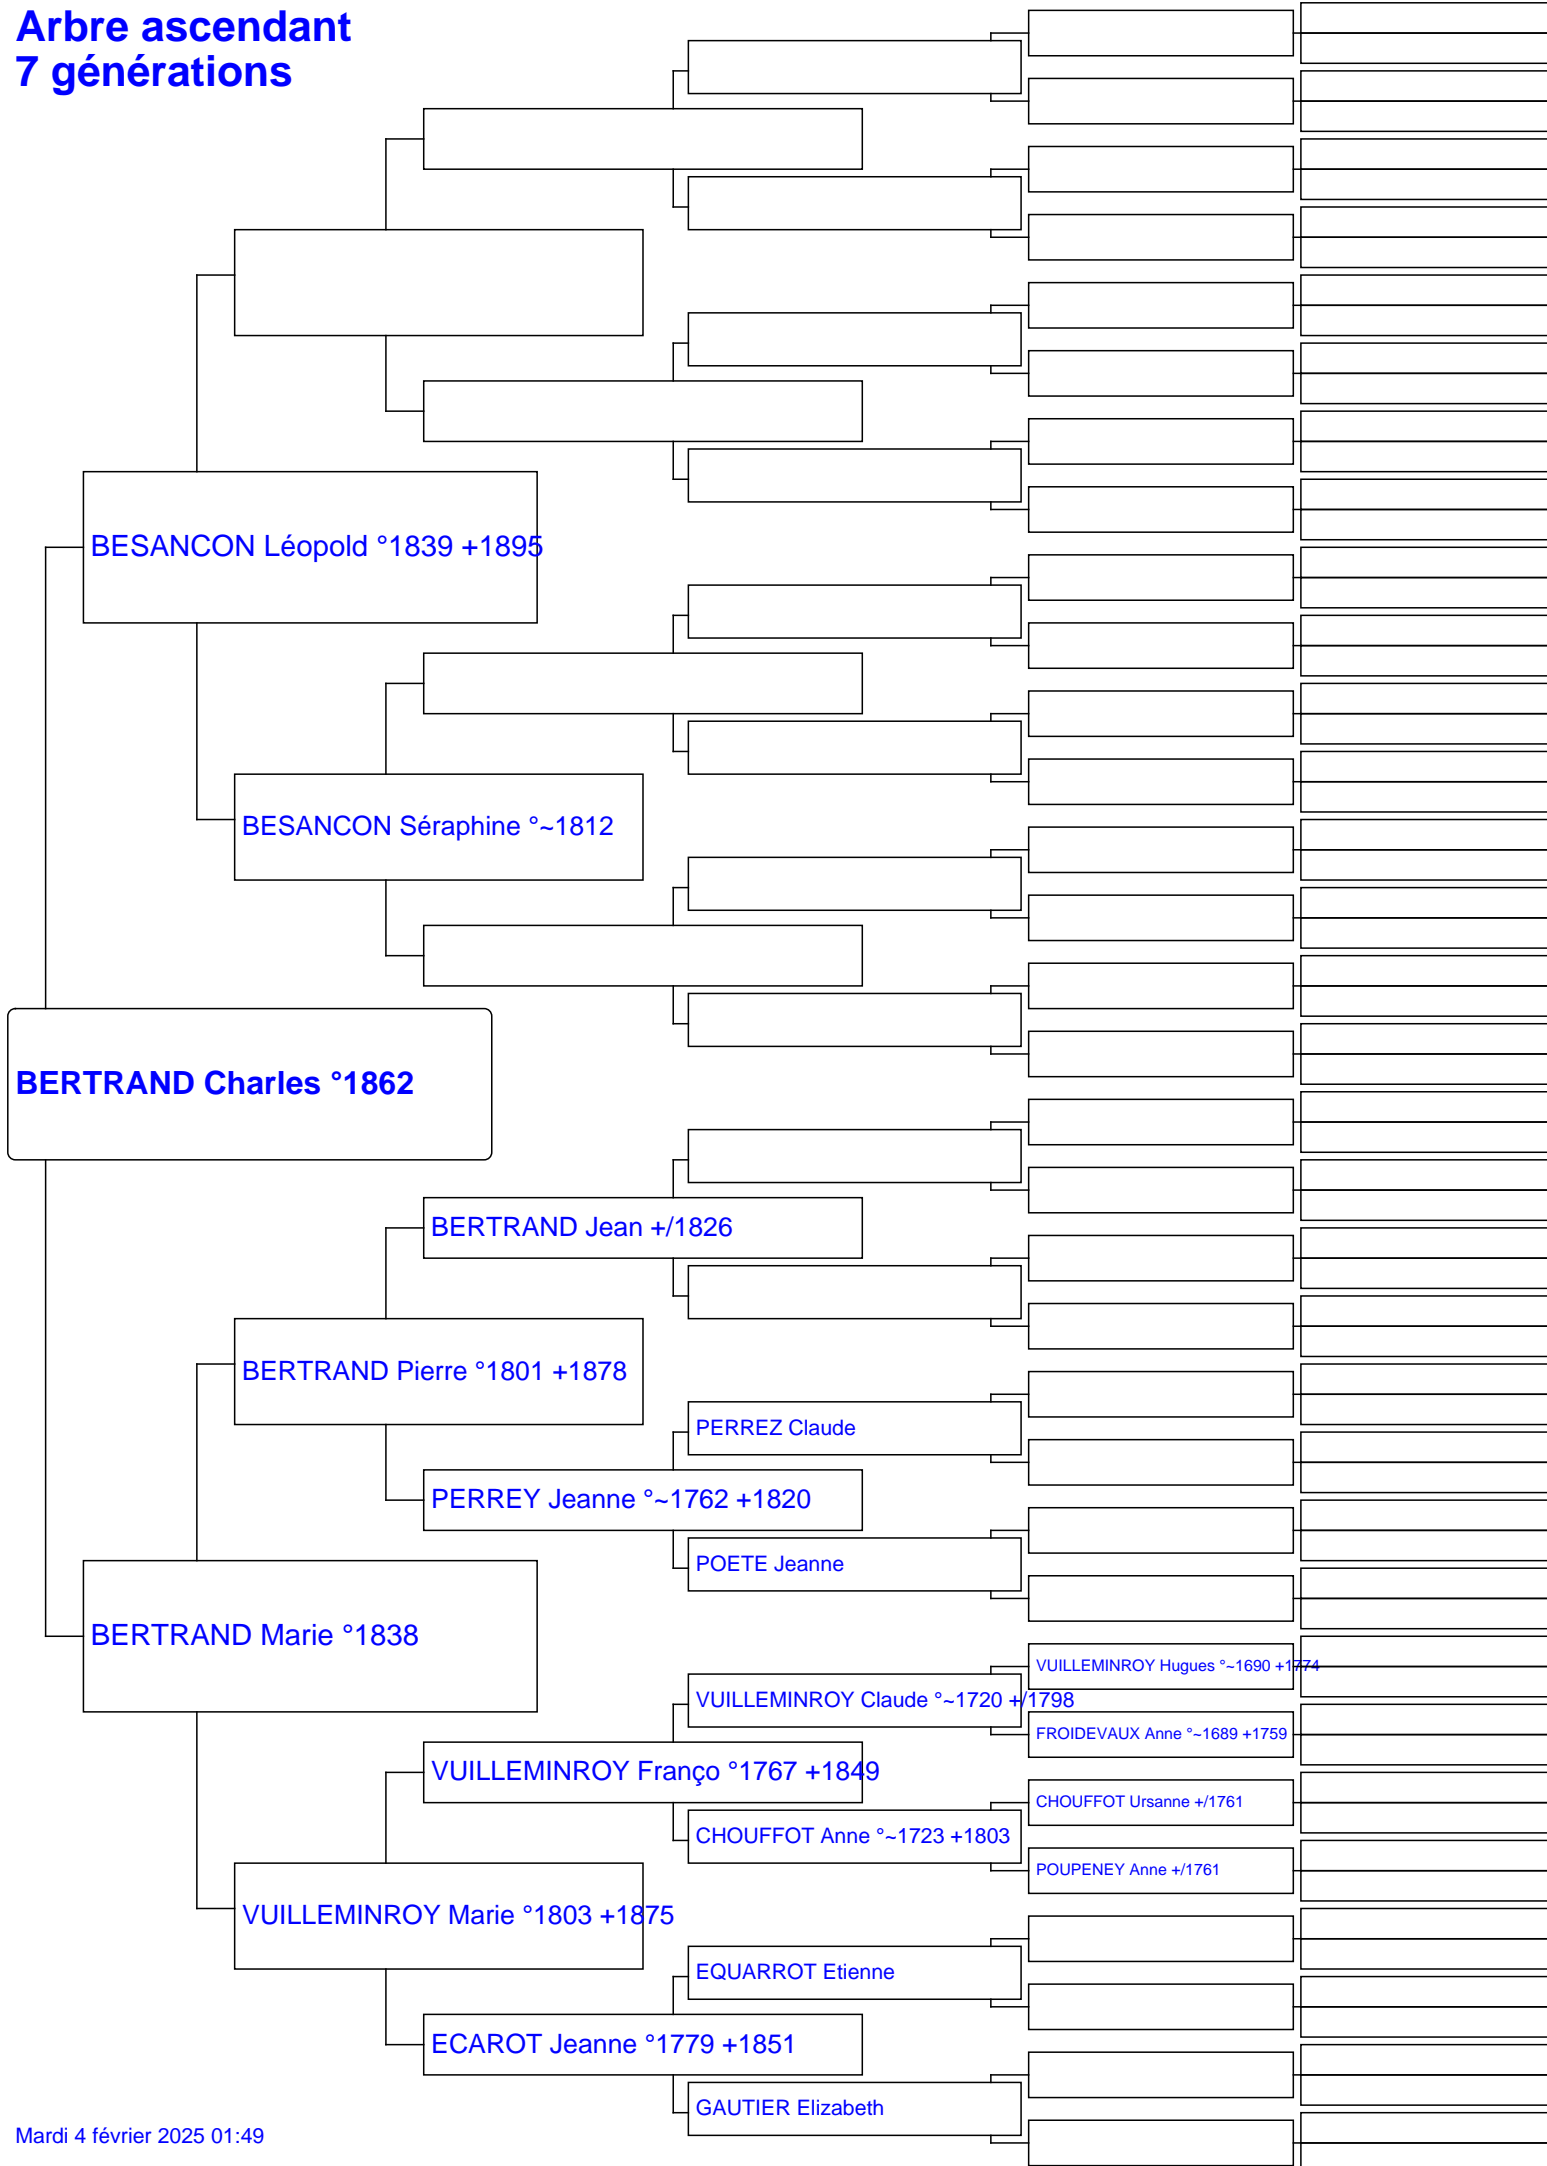 Arbre ascendant
7 générations
BESANCON Léopold °1839 +1895
BESANCON Séraphine °~1812
BERTRAND Charles °1862
BERTRAND Jean +/1826
BERTRAND Pierre °1801 +1878
PERREZ Claude
PERREY Jeanne °~1762 +1820
POETE Jeanne
BERTRAND Marie °1838
VUILLEMINROY Hugues °~1690 +1774
VUILLEMINROY Claude °~1720 +/1798
FROIDEVAUX Anne °~1689 +1759
VUILLEMINROY Franço °1767 +1849
CHOUFFOT Ursanne +/1761
CHOUFFOT Anne °~1723 +1803
POUPENEY Anne +/1761
VUILLEMINROY Marie °1803 +1875
EQUARROT Etienne
ECAROT Jeanne °1779 +1851
GAUTIER Elizabeth
Mardi 4 février 2025 01:49